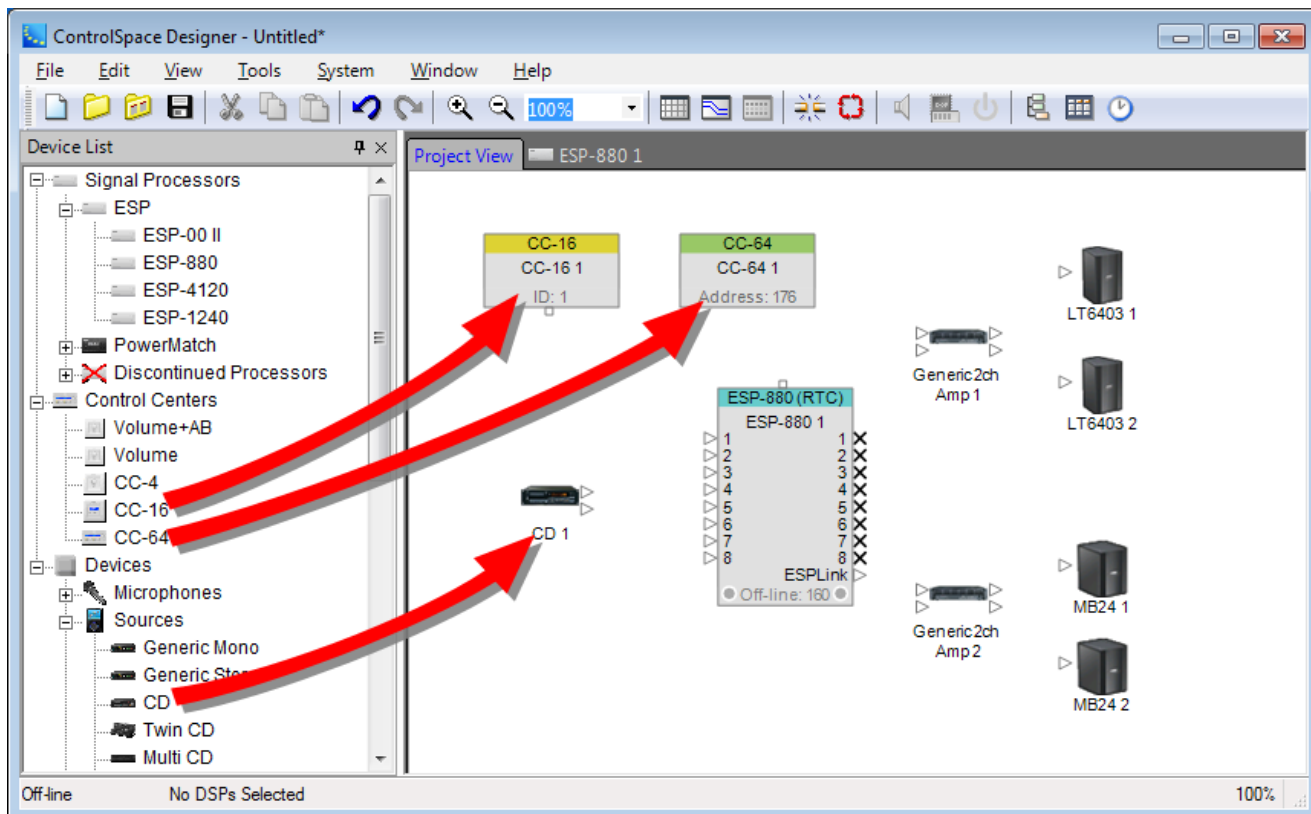 ControlSpace Designer - Untitled*
File Edit View Tools System Window Help
100%
Device List
Project View ESP-880 1
Signal Processors
ESP
ESP-00 II
ESP-880
ESP-4120
ESP-1240
PowerMatch
Discontinued Processors
Control Centers
Volume+AB
Volume
CC-4
CC-16
CC-64
Devices
Microphones
Sources
Generic Mono
Generic Ste
CD
Twin CD
Multi CD
CC-16
CC-16 1
ID: 1
CC-64
CC-64 1
Address: 176
LT6403 1
Generic2ch
Amp 1
LT6403 2
ESP-880 (RTC)
ESP-880 1
1 1
2 2
3 3
4 4
5 5
6 6
7 7
8 8
ESPLink
Off-line: 160
CD 1
Generic2ch
Amp 2
MB24 1
MB24 2
Off-line No DSPs Selected 100%